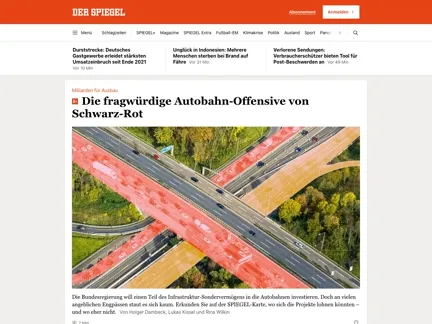 DER SPIEGEL
Abonnement
Anmelden
Menü
Schlagzeilen
SPIEGEL+
Magazine
SPIEGEL Extra
Fußball-EM
Klimakrise
Politik
Ausland
Sport
Durststrecke: Deutsches
Gastgewerbe erleidet stärksten
Umsatzeinbruch seit Ende 2021
Vor 10 Min
Unglück in Indonesien: Mehrere
Menschen sterben bei Brand auf
Fähre Vor 31 Min
Verlorene Sendungen:
Verbraucherschützer bieten Tool für
Post-Beschwerden an Vor 49 Min
Milliarden für Ausbau
Die fragwürdige Autobahn-Offensive von
Schwarz-Rot
Die Bundesregierung will einen Teil des Infrastruktur-Sondervermögens in die Autobahnen investieren. Doch an vielen
angeblichen Engpässen staut es sich kaum. Erkunden Sie auf der SPIEGEL-Karte, wo sich die Projekte lohnen könnten –
und wo eher nicht. Von Holger Dambeck, Lukas Kissel und Rina Wilkin
7 Min